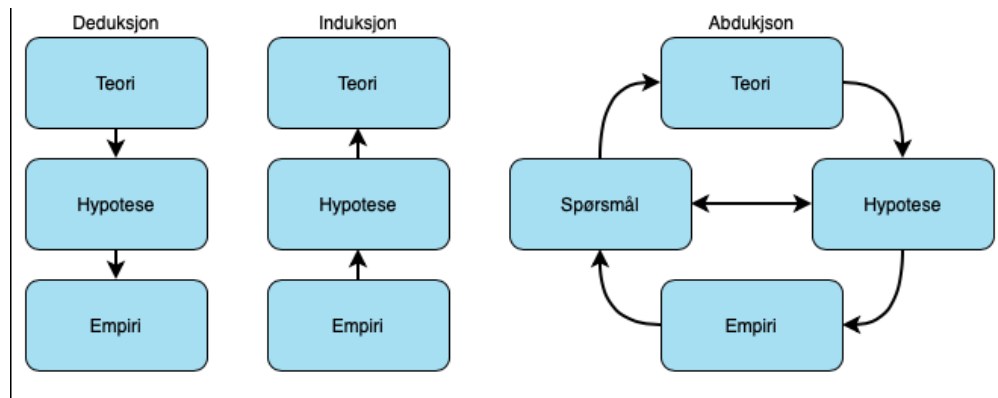 Deduksjon
Teori
Hypotese
Empiri
Induksjon
Teori
Hypotese
Empiri
Abdukjson
Teori
Spørsmål
Hypotese
Empiri